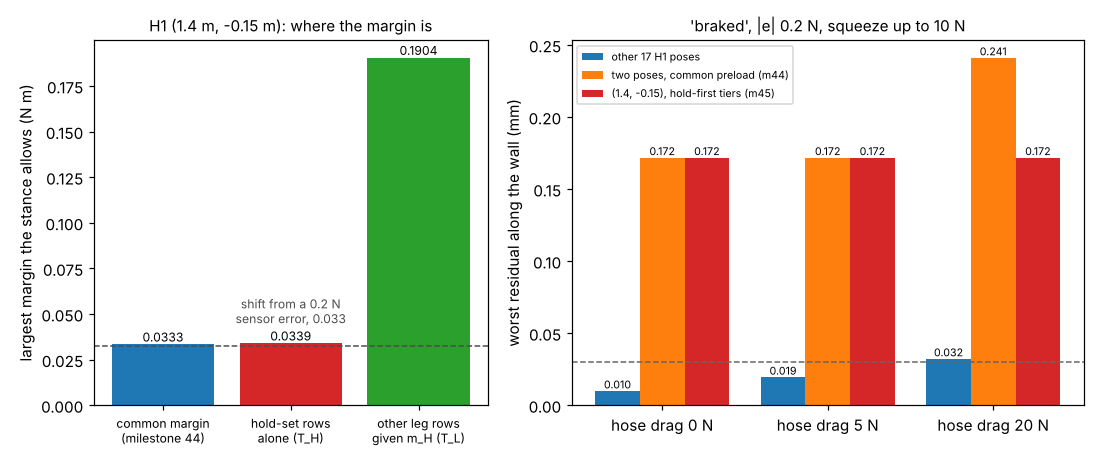 H1 (1.4 m, -0.15 m): where the margin is
largest margin the stance allows (N m)
0.175
0.150
0.125
0.100
0.075
0.050
0.025
0.000
0.1904
shift from a 0.2 N
sensor error, 0.033
0.0333
0.0339
common margin
(milestone 44)
hold-set rows
alone (T_H)
other leg rows
given m_H (T_L)
'braked', |e| 0.2 N, squeeze up to 10 N
worst residual along the wall (mm)
0.25
0.20
0.15
0.10
0.05
0.00
other 17 H1 poses
two poses, common preload (m44)
(1.4, -0.15), hold-first tiers (m45)
0.010
0.172
0.172
0.019
0.172
0.172
0.032
0.241
0.172
hose drag 0 N
hose drag 5 N
hose drag 20 N